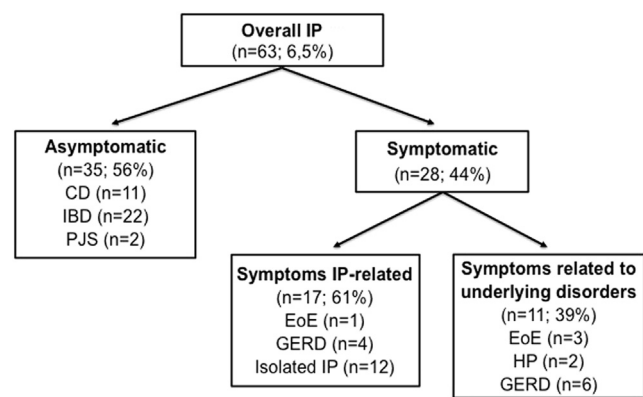 Overall IP
(n=63; 6,5%)
Asymptomatic
(n=35; 56%)
CD (n=11)
IBD (n=22)
PJS (n=2)
Symptomatic
(n=28; 44%)
Symptoms IP-related
(n=17; 61%)
EoE (n=1)
GERD (n=4)
Isolated IP (n=12)
Symptoms related to
underlying disorders
(n=11; 39%)
EoE (n=3)
HP (n=2)
GERD (n=6)